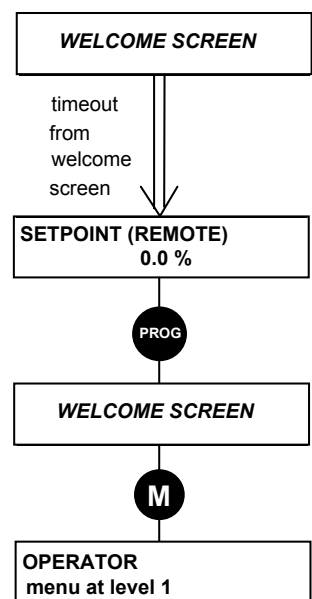 WELCOME SCREEN
timeout
from
welcome
screen
SETPOINT (REMOTE)
0.0 %
PROG
WELCOME SCREEN
M
OPERATOR
menu at level 1